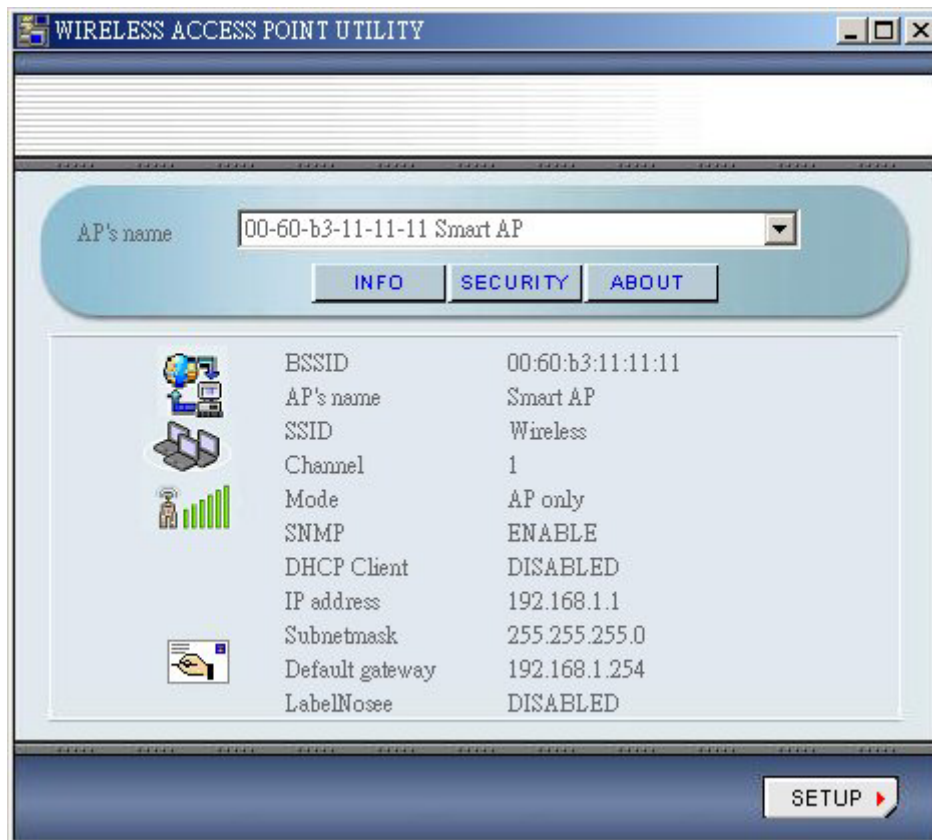 WIRELESS ACCESS POINT UTILITY
AP's name 00-60-b3-11-11-11 Smart AP
INFO SECURITY ABOUT
BSSID 00:60:b3:11:11:11
AP's name Smart AP
SSID Wireless
Channel 1
Mode AP only
SNMP ENABLE
DHCP Client DISABLED
IP address 192.168.1.1
Subnetmask 255.255.255.0
Default gateway 192.168.1.254
LabelNosee DISABLED
SETUP